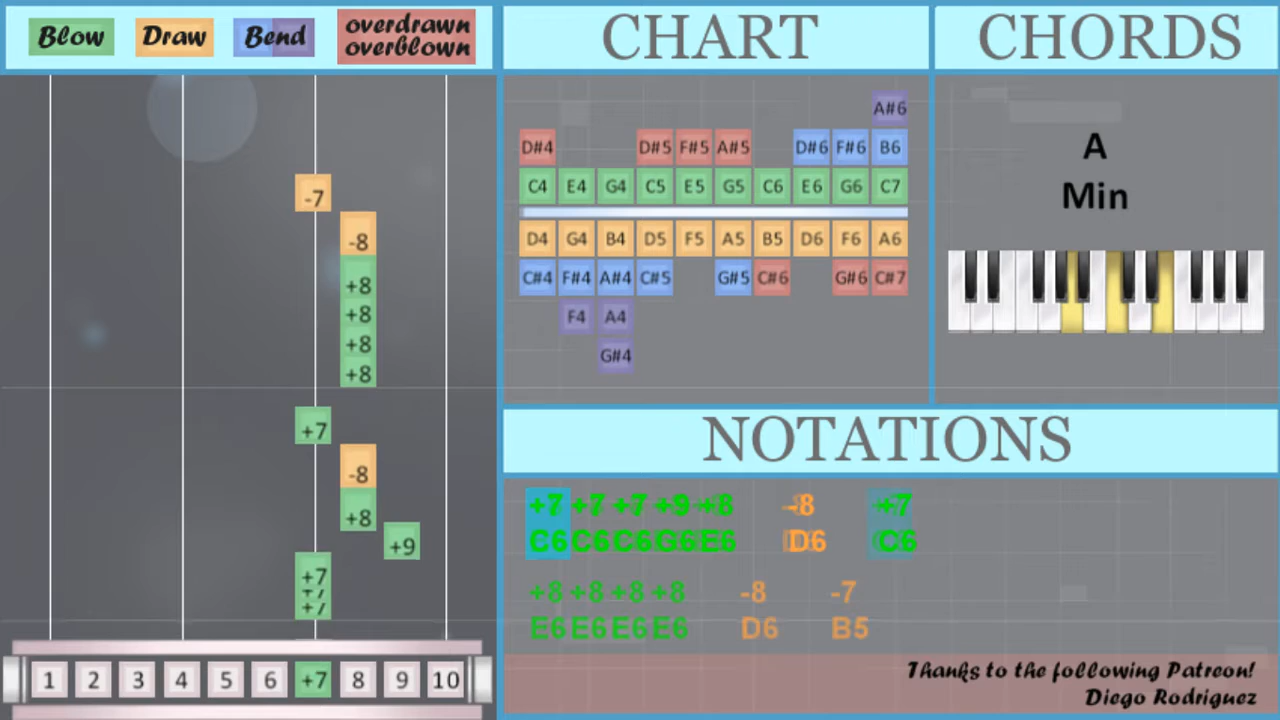 Blow Draw Bend overdrawn overblown
CHART
CHORDS
-7
-8
+8
+8
+8
+8
+7
-8
+8
+9
+7
+7
+7
1 2 3 4 5 6 +7 8 9 10
A#6
D#4 D#5 F#5 A#5 D#6 F#6 B6
C4 E4 G4 C5 E5 G5 C6 E6 G6 C7
D4 G4 B4 D5 F5 A5 B5 D6 F6 A6
C#4 F#4 A#4 C#5 G#5 C#6 G#6 C#7
F4 A4
G#4
A
Min
NOTATIONS
+7 +7 +7 +9 +8 -8 +7
C6 C6 C6 G6 E6 D6 C6
+8 +8 +8 +8 -8 -7
E6 E6 E6 E6 D6 B5
Thanks to the following Patreon!
Diego Rodriguez